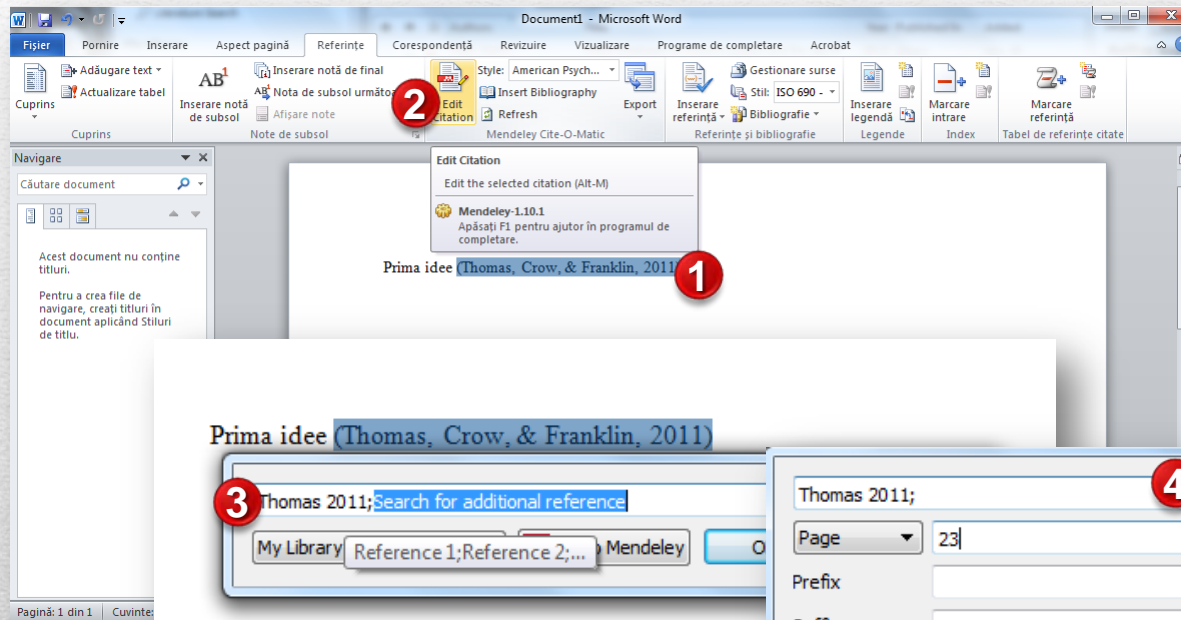 Document1 - Microsoft Word
Fișier Pornire Inserare Aspect pagină Referințe Corespondență Revizuire Vizualizare Programe de completare Acrobat
Cuprins
Adăugare text
Actualizare tabel
Cuprins
AB1
Inserare notă
de subsol
Inserare notă de final
Nota de subsol următoa
Afișare note
Note de subsol
2
Edit
Citation
Style: American Psych...
Insert Bibliography
Refresh
Export
Mendeley Cite-O-Matic
Inserare
referință
Gestionare surse
Stil: ISO 690 -
Bibliografie
Referințe și bibliografie
Inserare
legendă
Legende
Marcare
intrare
Index
Marcare
referință
Tabel de referințe citate
Navigare
Căutare document
Acest document nu conține
titluri.
Pentru a crea file de
navigare, creați titluri în
document aplicând Stiluri
de titlu.
Edit Citation
Edit the selected citation (Alt-M)
Mendeley-1.10.1
Apăsați F1 pentru ajutor în programul de
completare.
Prima idee (Thomas, Crow, & Franklin, 2011)
1
Prima idee (Thomas, Crow, & Franklin, 2011)
3
Thomas 2011;Search for additional reference
My Library
Reference 1;Reference 2;...
Mendeley
O
4
Thomas 2011;
Page
23
Prefix
Pagină: 1 din 1 Cuvinte: